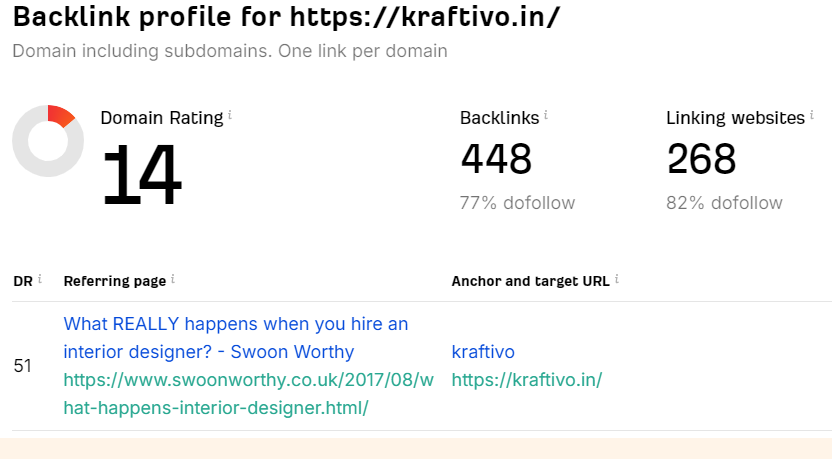 Backlink profile for https://kraftivo.in/
Domain including subdomains. One link per domain
Domain Rating i
14
Backlinks i
448
77% dofollow
Linking websites i
268
82% dofollow
DR i Referring page i Anchor and target URL i
51
What REALLY happens when you hire an
interior designer? - Swoon Worthy
https://www.swoonworthy.co.uk/2017/08/w
hat-happens-interior-designer.html/
kraftivo
https://kraftivo.in/